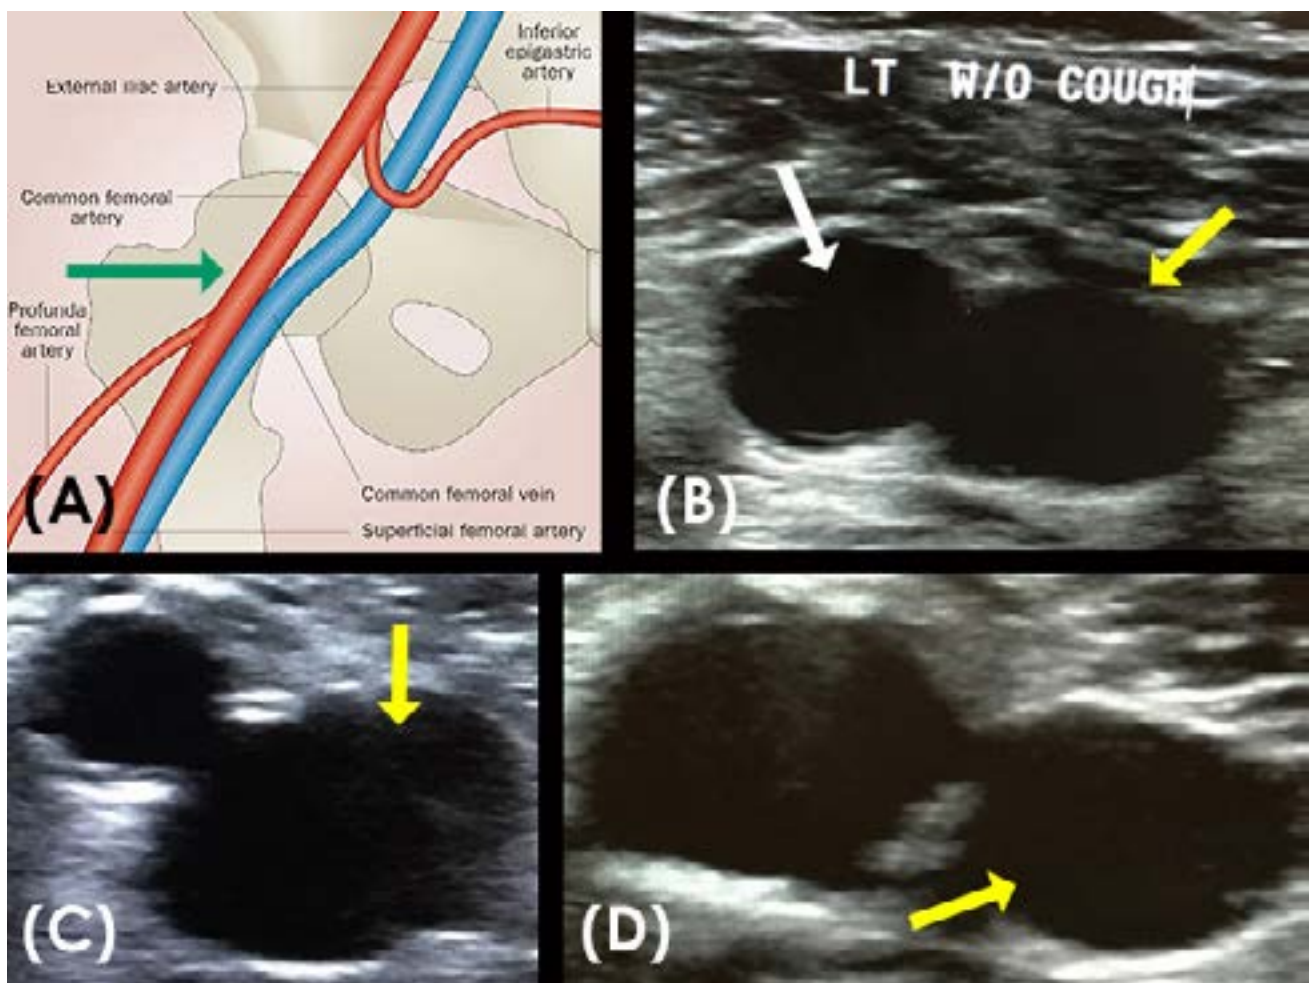 Inferior
epigastric
artery
External iliac artery
Common femoral
artery
Profunda
femoral
artery
Common femoral vein
Superficial femoral artery
(A)
LT W/O COUGH
(B)
(C)
(D)